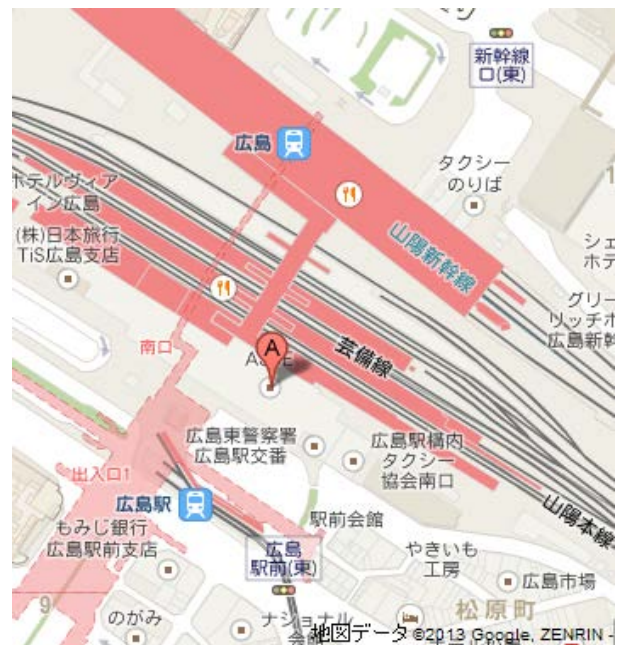 新幹線
口(東)
広島
タクシー
のりば
ホテルヴィア
イン広島
(株)日本旅行
TiS広島支店
山陽新幹線
シェ
ホテ
グリー
リッチホ
広島新幹
南口
A
芸備線
広島東警察署
広島駅交番
広島駅構内
タクシー
協会南口
出入口1
広島駅
もみじ銀行
広島駅前支店
駅前会館
山陽本線
広島
駅前(東)
やきいも
工房
広島市場
9
のがみ
ナショナル
会館
松原町
地図データ ©2013 Google, ZENRIN -